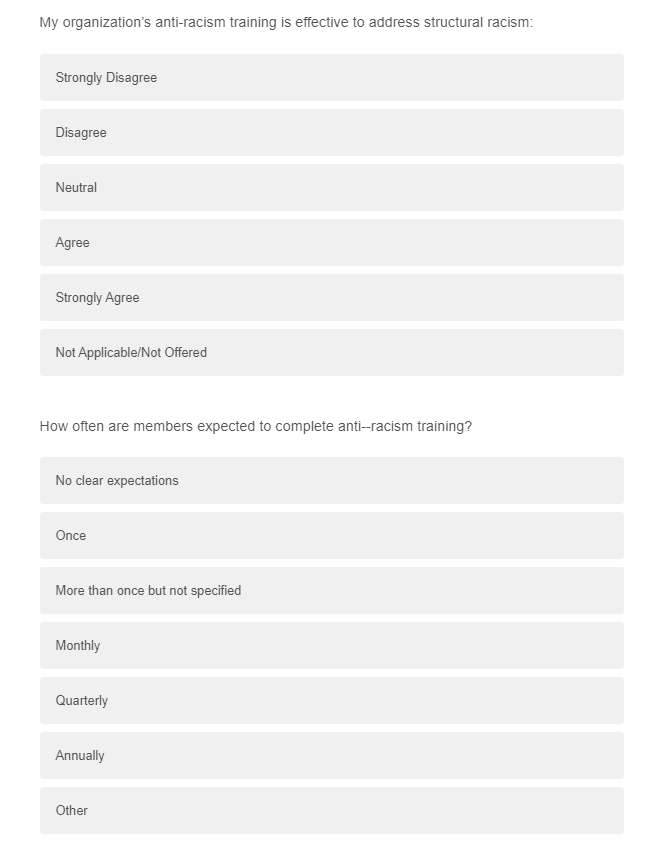 My organization’s anti-racism training is effective to address structural racism:
Strongly Disagree
Disagree
Neutral
Agree
Strongly Agree
Not Applicable/Not Offered
How often are members expected to complete anti--racism training?
No clear expectations
Once
More than once but not specified
Monthly
Quarterly
Annually
Other